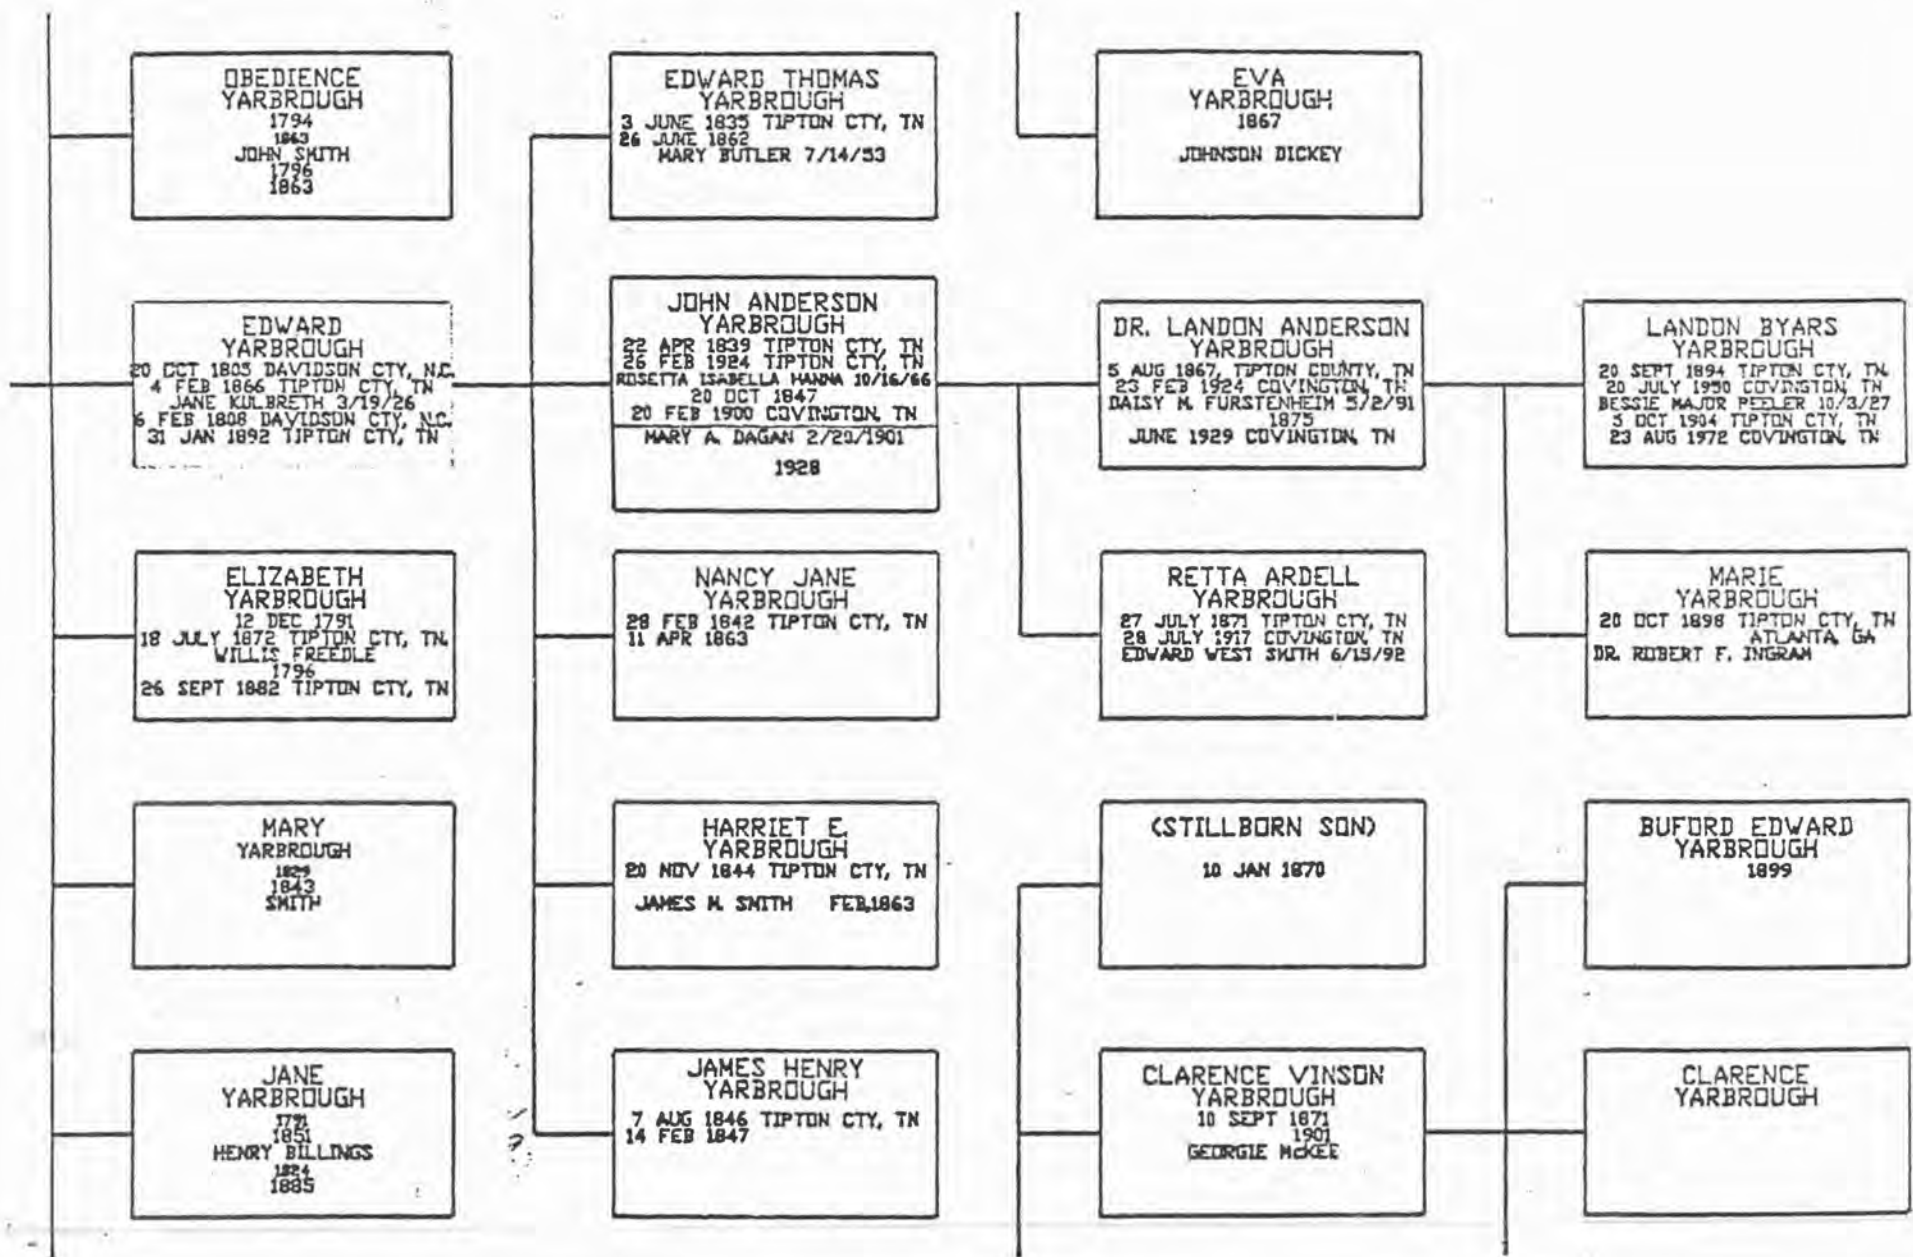 OBEDIENCE
YARBROUGH
1794
1863
JOHN SMITH
1796
1863
EDWARD THOMAS
YARBROUGH
3 JUNE 1835 TIPTON CTY, TN
26 JUNE 1862
MARY BUTLER 7/14/53
EVA
YARBROUGH
1867
JOHNSON DICKEY
EDWARD
YARBROUGH
20 OCT 1805 DAVIDSON CTY, N.C.
4 FEB 1866 TIPTON CTY, TN
JANE KULBRETH 3/19/26
6 FEB 1808 DAVIDSON CTY, N.C.
31 JAN 1892 TIPTON CTY, TN
JOHN ANDERSON
YARBROUGH
22 APR 1839 TIPTON CTY, TN
26 FEB 1924 TIPTON CTY, TN
ROSETTA ISABELLA HANNA 10/16/66
20 OCT 1847
20 FEB 1900 COVINGTON, TN
MARY A. DAGAN 2/20/1901
1928
DR. LANDON ANDERSON
YARBROUGH
5 AUG 1867, TIPTON COUNTY, TN
23 FEB 1924 COVINGTON, TN
DAISY M. FURSTENHEIM 5/2/91
1875
JUNE 1929 COVINGTON, TN
LANDON BYARS
YARBROUGH
20 SEPT 1894 TIPTON CTY, TN.
20 JULY 1950 COVINGTON, TN
BESSIE MAJOR PEELER 10/3/27
5 OCT 1904 TIPTON CTY, TN
23 AUG 1972 COVINGTON, TN
ELIZABETH
YARBROUGH
12 DEC 1791
18 JULY 1872 TIPTON CTY, TN.
WILLIS FREEDLE
1796
26 SEPT 1882 TIPTON CTY, TN
NANCY JANE
YARBROUGH
28 FEB 1842 TIPTON CTY, TN
11 APR 1863
RETTA ARDELL
YARBROUGH
27 JULY 1871 TIPTON CTY, TN
28 JULY 1917 COVINGTON, TN
EDWARD WEST SMITH 6/15/92
MARIE
YARBROUGH
20 OCT 1898 TIPTON CTY, TN
ATLANTA, GA
DR. ROBERT F. INGRAM
MARY
YARBROUGH
1829
1843
SMITH
HARRIET E.
YARBROUGH
20 NOV 1844 TIPTON CTY, TN
JAMES M. SMITH FEB,1863
(STILLBORN SON)
10 JAN 1870
BUFORD EDWARD
YARBROUGH
1899
JANE
YARBROUGH
1851
HENRY BILLINGS
1824
1885
JAMES HENRY
YARBROUGH
7 AUG 1846 TIPTON CTY, TN
14 FEB 1847
CLARENCE VINSON
YARBROUGH
10 SEPT 1871
1901
GEORGIE McKEE
CLARENCE
YARBROUGH